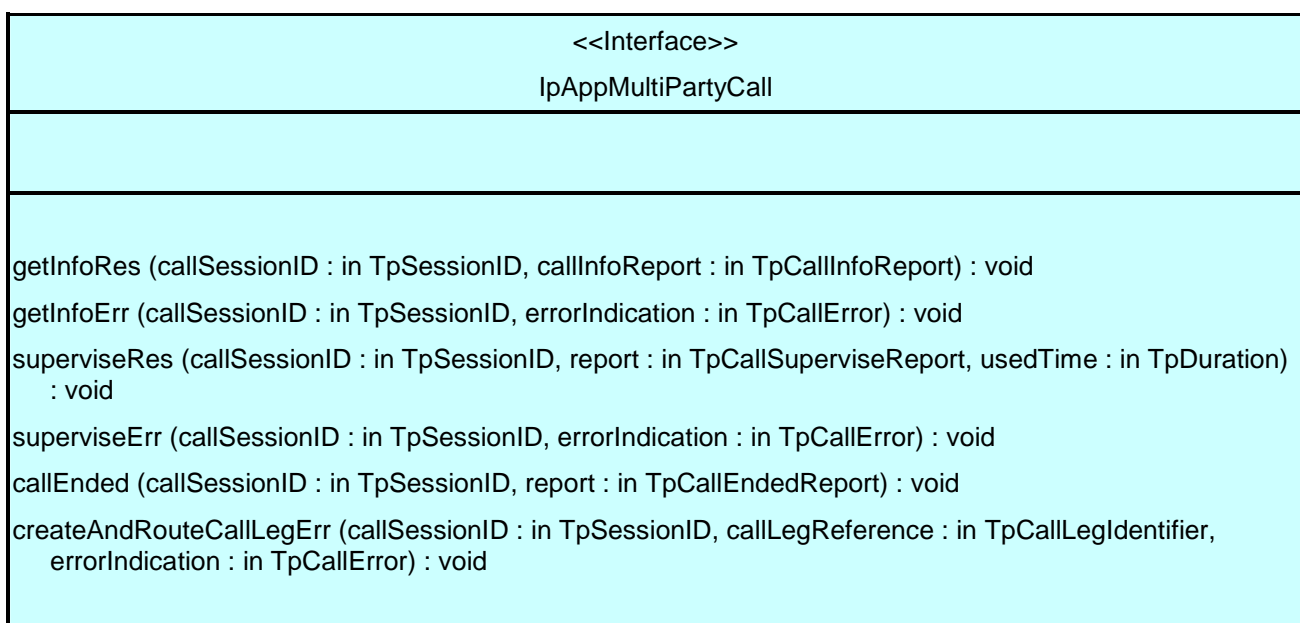 <<Interface>>
IpAppMultiPartyCall
getInfoRes (callSessionID : in TpSessionID, callInfoReport : in TpCallInfoReport) : void
getInfoErr (callSessionID : in TpSessionID, errorIndication : in TpCallError) : void
superviseRes (callSessionID : in TpSessionID, report : in TpCallSuperviseReport, usedTime : in TpDuration)
: void
superviseErr (callSessionID : in TpSessionID, errorIndication : in TpCallError) : void
callEnded (callSessionID : in TpSessionID, report : in TpCallEndedReport) : void
createAndRouteCallLegErr (callSessionID : in TpSessionID, callLegReference : in TpCallLegIdentifier,
errorIndication : in TpCallError) : void